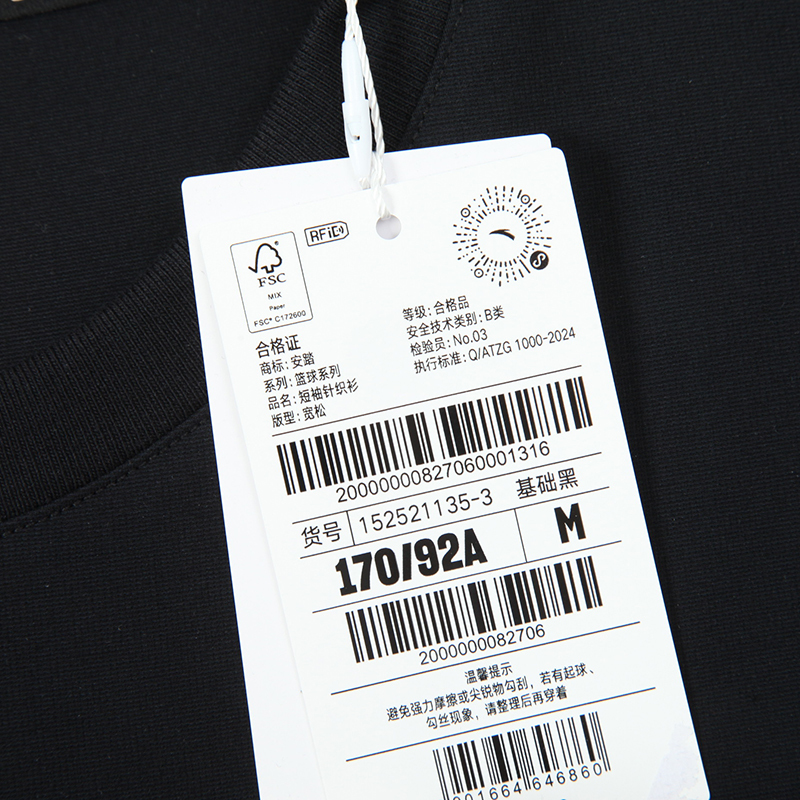 RFiD
FSC
MIX
Paper
FSC® C172600
合格证
商标: 安踏
系列: 篮球系列
品名: 短袖针织衫
版型: 宽松
等级: 合格品
安全技术类别: B类
检验员: No.03
执行标准: Q/ATZG 1000-2024
20000000827060001316
货号 152521135-3 基础黑
170/92A M
2000000082706
温馨提示
避免强力摩擦或尖锐物勾刮，若有起球、
勾丝现象，请整理后再穿着
001664 646860